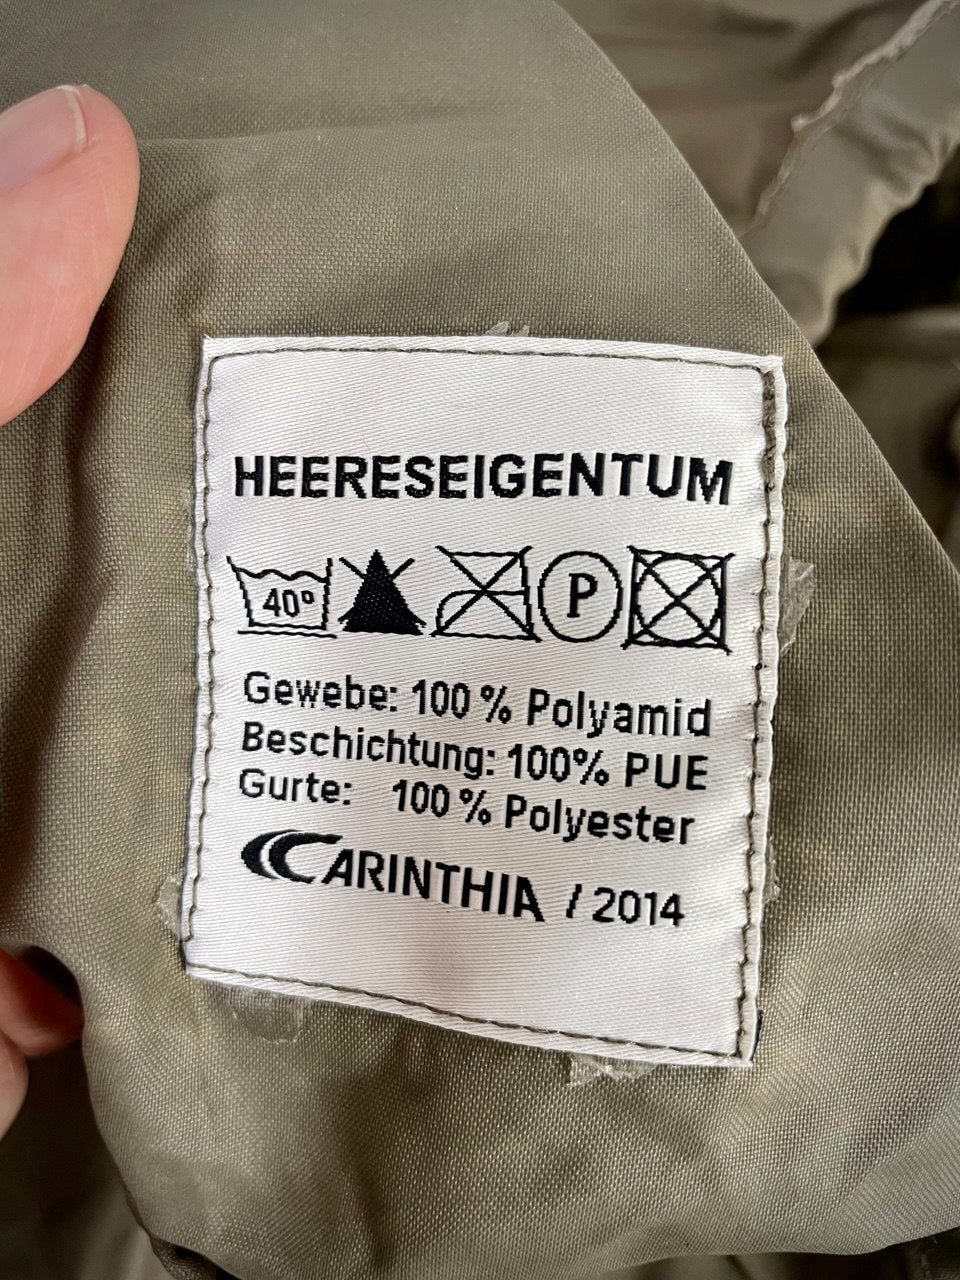 HEERESEIGENTUM
40° P
Gewebe: 100 % Polyamid
Beschichtung: 100% PUE
Gurte: 100 % Polyester
CARINTHIA / 2014